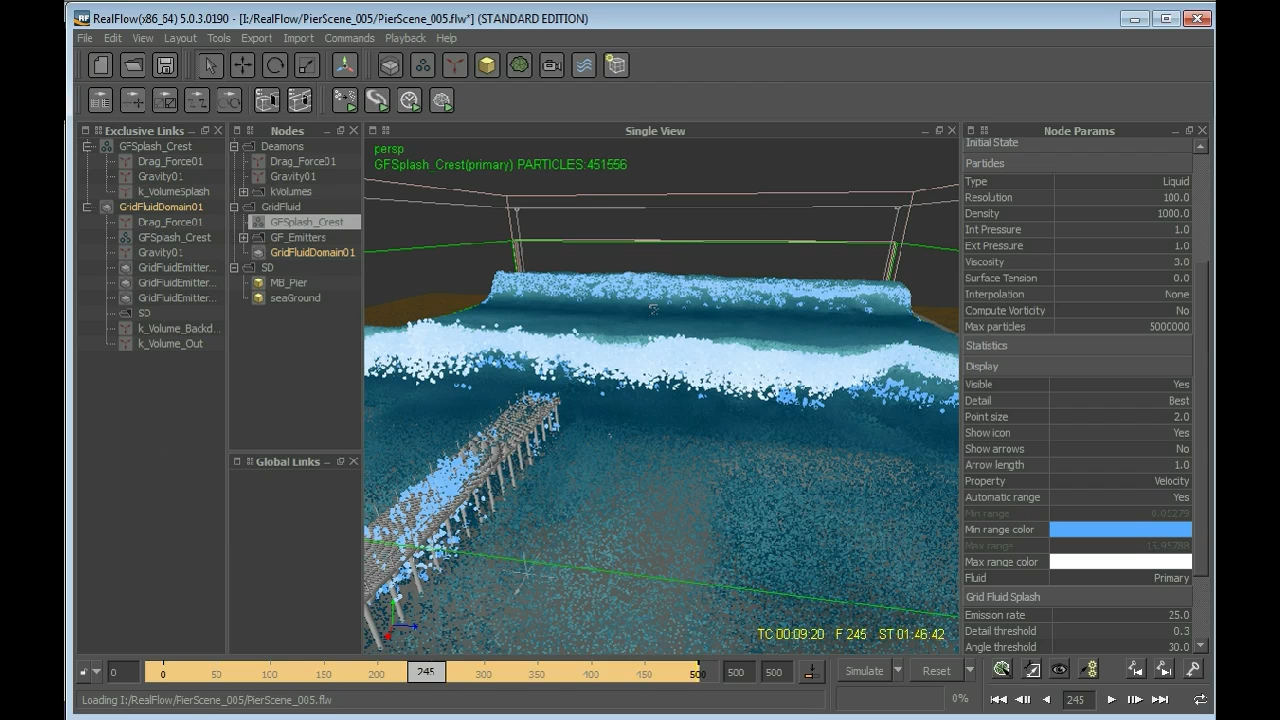 RealFlow(x86_64) 5.0.3.0190 - [I:/RealFlow/PierScene_005/PierScene_005.flw*] (STANDARD EDITION)
File Edit View Layout Tools Export Import Commands Playback Help
Exclusive Links
GFSplash_Crest
Drag_Force01
Gravity01
k_VolumeSplash
GridFluidDomain01
Drag_Force01
GFSpash_Crest
Gravity01
GridFluidEmitter...
GridFluidEmitter...
GridFluidEmitter...
SD
k_Volume_Backd...
k_Volume_Out
Nodes
Deamons
Drag_Force01
Gravity01
kVolumes
GridFluid
GFSplash_Crest
GF_Emitters
GridFluidDomain01
SD
MB_Pier
seaGround
Global Links
Single View
persp
GFSplash_Crest(primary) PARTICLES:451556
TC 00:09:20 F 245 ST 01:46:42
Node Params
Initial State
Particles
Type Liquid
Resolution 100.0
Density 1000.0
Int Pressure 1.0
Ext Pressure 1.0
Viscosity 3.0
Surface Tension 0.0
Interpolation None
Compute Vorticity No
Max particles 5000000
Statistics
Display
Visible Yes
Detail Best
Point size 2.0
Show icon Yes
Show arrows No
Arrow length 1.0
Property Velocity
Automatic range Yes
Min range 0.05279
Min range color
Max range 15.95788
Max range color
Fluid Primary
Grid Fluid Splash
Emisson rate 25.0
Detail threshold 0.3
Angle threshold 30.0
0 0 50 100 150 200 245 300 350 400 450 500 500 500
Simulate Reset
Loading I:/RealFlow/PierScene_005/PierScene_005.flw
0% 245